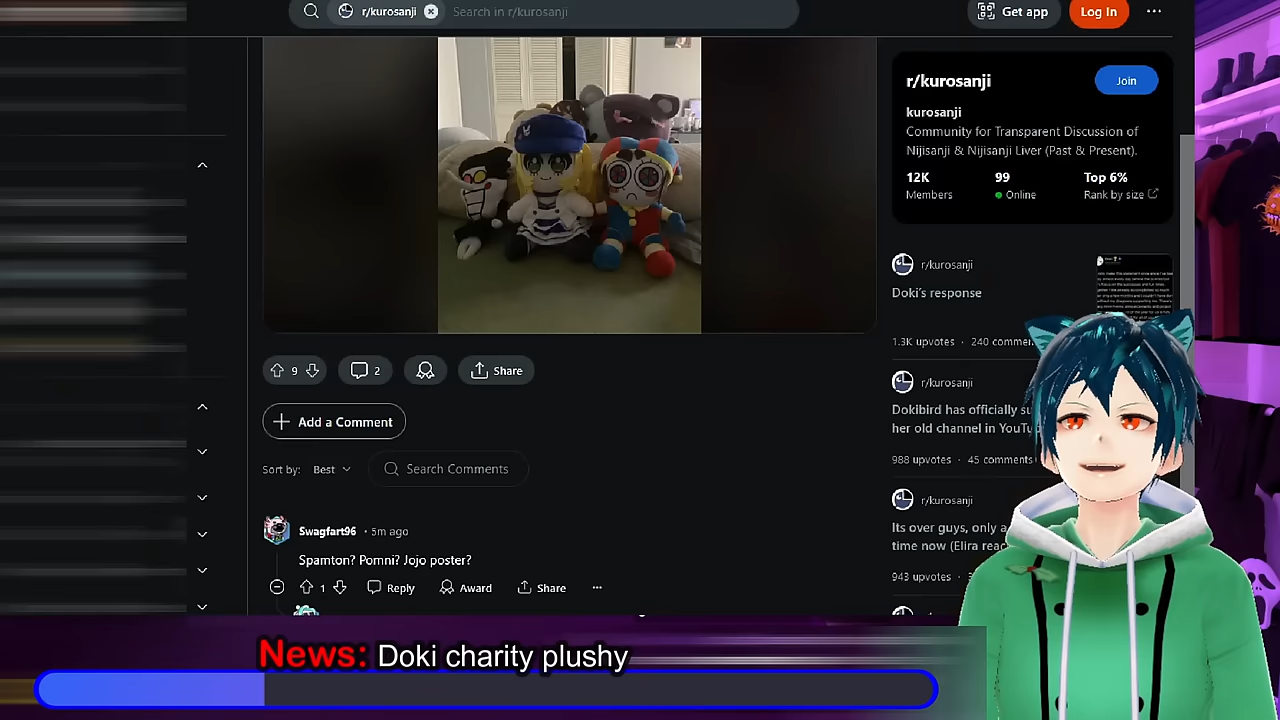 r/kurosanji
Search in r/kurosanji
Get app
Log In
r/kurosanji
Join
kurosanji
Community for Transparent Discussion of
Nijisanji & Nijisanji Liver (Past & Present).
12K
99
Top 6%
Members
Online
Rank by size
r/kurosanji
Doki's response
1.3K upvotes · 240
r/kurosanji
Dokibird has officially
her old channel in
988 upvotes · 45 comments
r/kurosanji
Its over guys, only a
time now (Elira
943 upvotes ·
9
2
Share
Add a Comment
Sort by: Best
Search Comments
Swagfart96 · 5m ago
Spamton? Pomni? Jojo poster?
1
Reply
Award
Share
News: Doki charity plushy